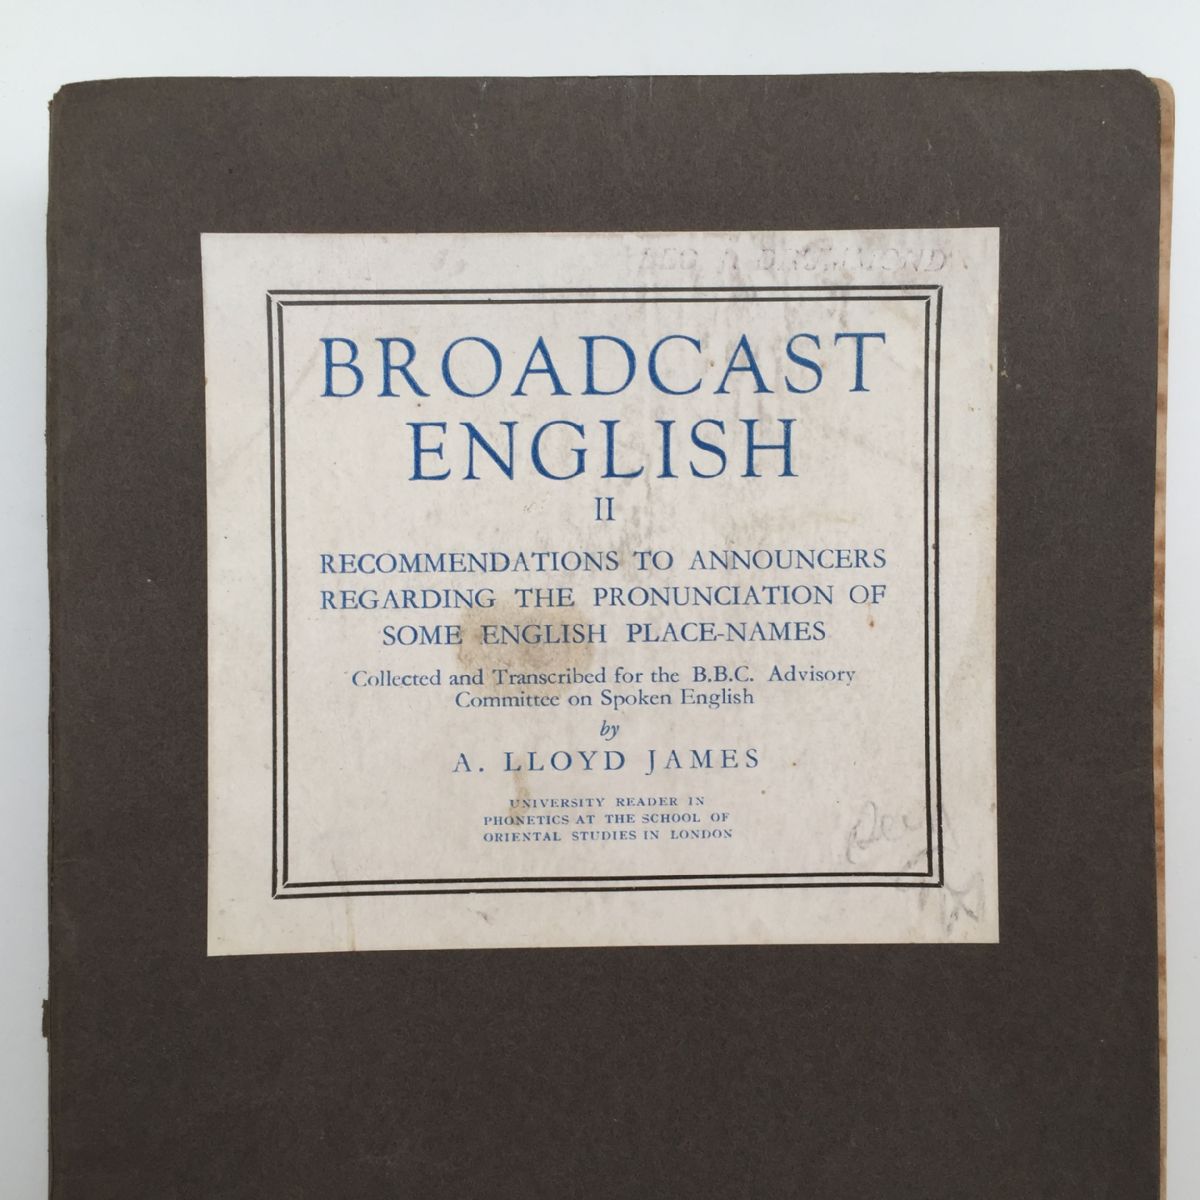 DRUMMOND
BROADCAST
ENGLISH
II
RECOMMENDATIONS TO ANNOUNCERS
REGARDING THE PRONUNCIATION OF
SOME ENGLISH PLACE-NAMES
Collected and Transcribed for the B.B.C. Advisory
Committee on Spoken English
by
A. LLOYD JAMES
UNIVERSITY READER IN
PHONETICS AT THE SCHOOL OF
ORIENTAL STUDIES IN LONDON